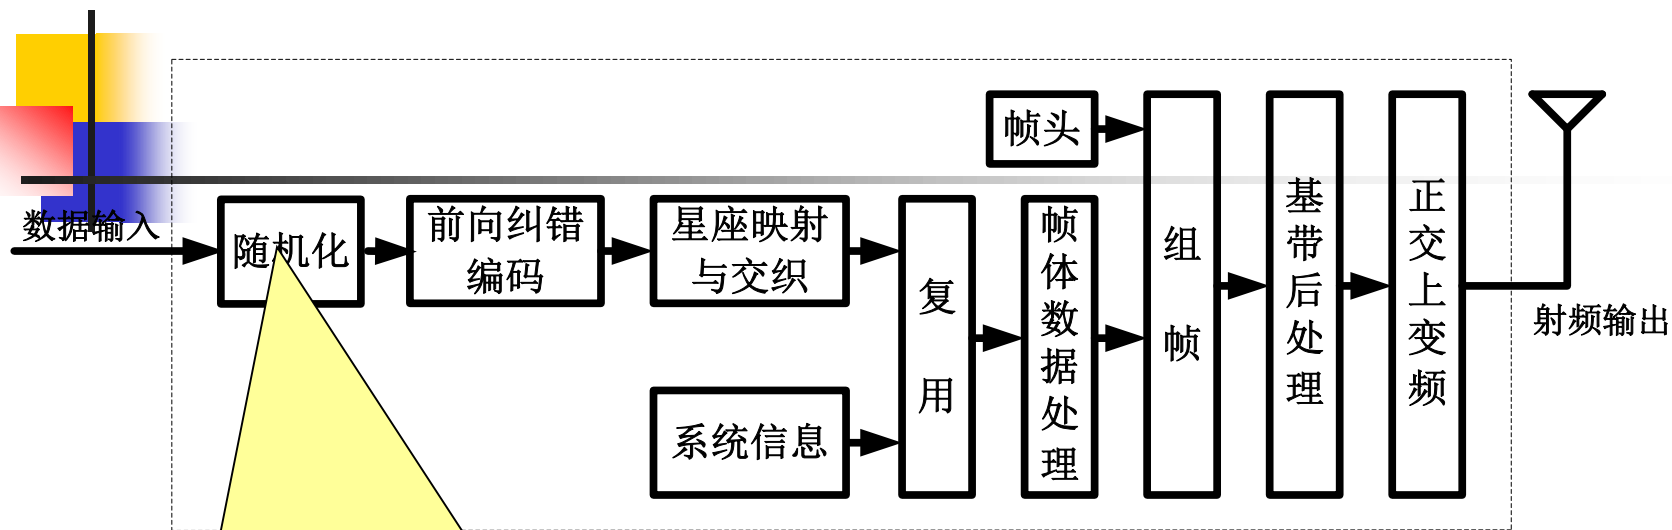 帧头
数据输入
随机化
前向纠错
编码
星座映射
与交织
系统信息
复用
帧体数据处理
组帧
基带后处理
正交上变频
射频输出